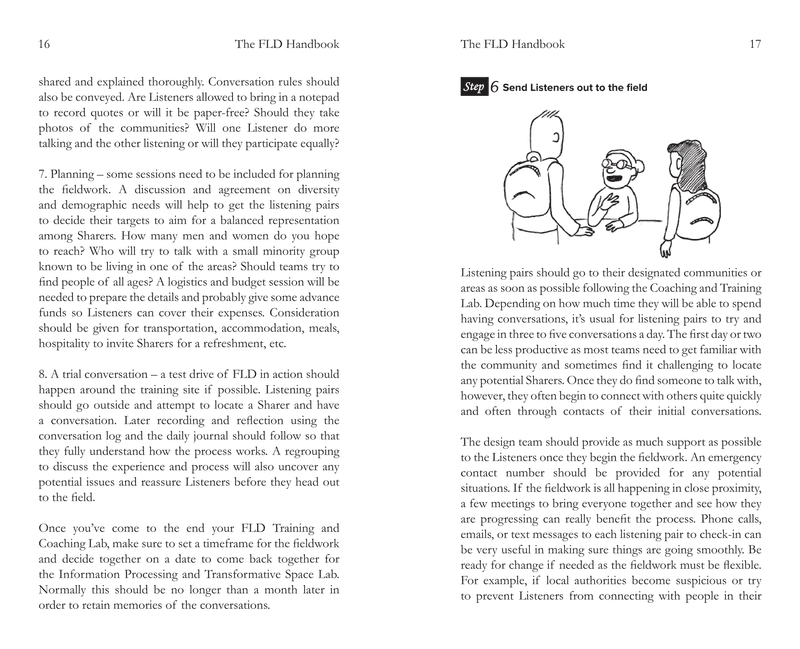 16
The FLD Handbook
shared and explained thoroughly. Conversation rules should
also be conveyed. Are Listeners allowed to bring in a notepad
to record quotes or will it be paper-free? Should they take
photos of the communities? Will one Listener do more
talking and the other listening or will they participate equally?
7. Planning – some sessions need to be included for planning
the fieldwork. A discussion and agreement on diversity
and demographic needs will help to get the listening pairs
to decide their targets to aim for a balanced representation
among Sharers. How many men and women do you hope
to reach? Who will try to talk with a small minority group
known to be living in one of the areas? Should teams try to
find people of all ages? A logistics and budget session will be
needed to prepare the details and probably give some advance
funds so Listeners can cover their expenses. Consideration
should be given for transportation, accommodation, meals,
hospitality to invite Sharers for a refreshment, etc.
8. A trial conversation – a test drive of FLD in action should
happen around the training site if possible. Listening pairs
should go outside and attempt to locate a Sharer and have
a conversation. Later recording and reflection using the
conversation log and the daily journal should follow so that
they fully understand how the process works. A regrouping
to discuss the experience and process will also uncover any
potential issues and reassure Listeners before they head out
to the field.
Once you've come to the end your FLD Training and
Coaching Lab, make sure to set a timeframe for the fieldwork
and decide together on a date to come back together for
the Information Processing and Transformative Space Lab.
Normally this should be no longer than a month later in
order to retain memories of the conversations.
The FLD Handbook
17
Step 6 Send Listeners out to the field
Listening pairs should go to their designated communities or
areas as soon as possible following the Coaching and Training
Lab. Depending on how much time they will be able to spend
having conversations, it's usual for listening pairs to try and
engage in three to five conversations a day. The first day or two
can be less productive as most teams need to get familiar with
the community and sometimes find it challenging to locate
any potential Sharers. Once they do find someone to talk with,
however, they often begin to connect with others quite quickly
and often through contacts of their initial conversations.
The design team should provide as much support as possible
to the Listeners once they begin the fieldwork. An emergency
contact number should be provided for any potential
situations. If the fieldwork is all happening in close proximity,
a few meetings to bring everyone together and see how they
are progressing can really benefit the process. Phone calls,
emails, or text messages to each listening pair to check-in can
be very useful in making sure things are going smoothly. Be
ready for change if needed as the fieldwork must be flexible.
For example, if local authorities become suspicious or try
to prevent Listeners from connecting with people in their